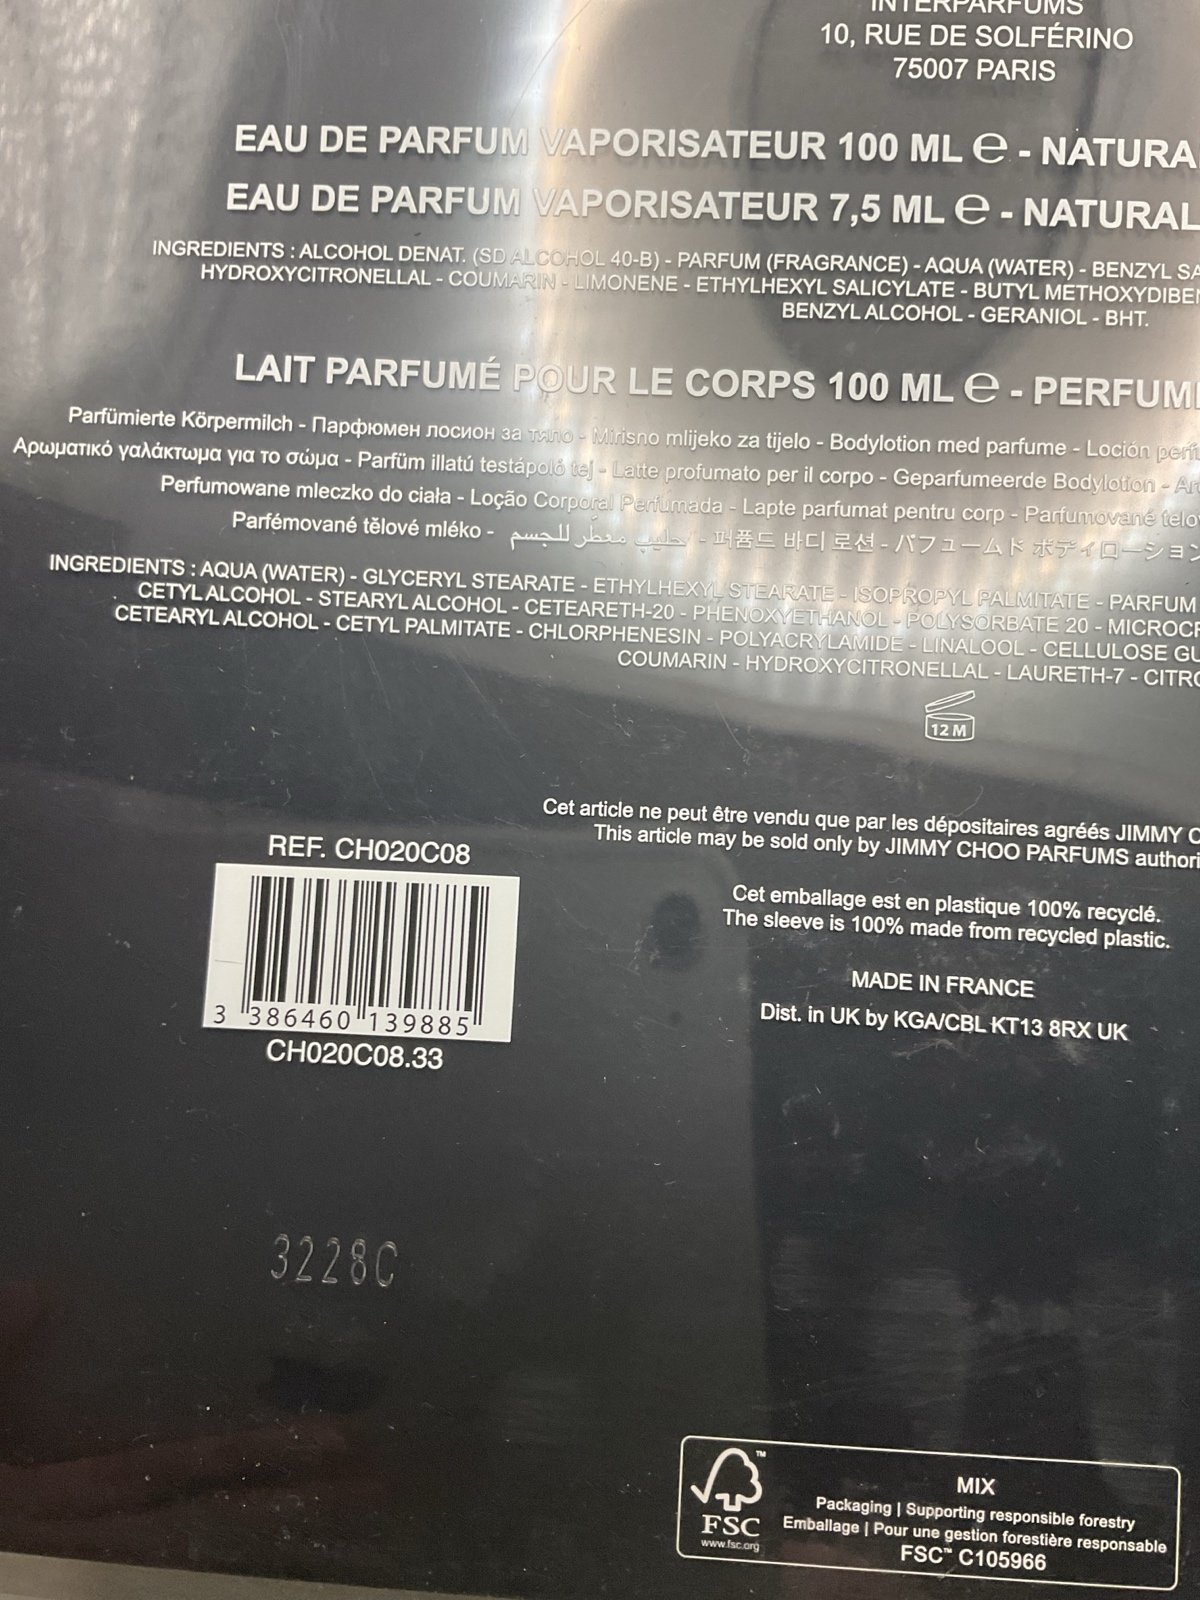 INTERPARFUMS
10, RUE DE SOLFÉRINO
75007 PARIS
EAU DE PARFUM VAPORISATEUR 100 ML ℮ - NATURA
EAU DE PARFUM VAPORISATEUR 7,5 ML ℮ - NATURAL
INGREDIENTS : ALCOHOL DENAT. (SD ALCOHOL 40-B) - PARFUM (FRAGRANCE) - AQUA (WATER) - BENZYL SA
HYDROXYCITRONELLAL - COUMARIN - LIMONENE - ETHYLHEXYL SALICYLATE - BUTYL METHOXYDIBEN
BENZYL ALCOHOL - GERANIOL - BHT.
LAIT PARFUMÉ POUR LE CORPS 100 ML ℮ - PERFUM
Parfümierte Körpermilch - Парфюмен лосион за тяло - Mirisno mlijeko za tijelo - Bodylotion med parfume - Loción perfu
Αρωματικό γαλάκτωμα για το σώμα - Parfüm illatú testápoló tej - Latte profumato per il corpo - Geparfumeerde Bodylotion - Ar
Perfumowane mleczko do ciała - Loção Corporal Perfumada - Lapte parfumat pentru corp - Parfumované telo
Parfémované tělové mléko - حليب معطّر للجسم - 퍼퓸드 바디 로션 - パフュームド ボディローション
INGREDIENTS : AQUA (WATER) - GLYCERYL STEARATE - ETHYLHEXYL STEARATE - ISOPROPYL PALMITATE - PARFUM
CETYL ALCOHOL - STEARYL ALCOHOL - CETEARETH-20 - PHENOXYETHANOL - POLYSORBATE 20 - MICROCR
CETEARYL ALCOHOL - CETYL PALMITATE - CHLORPHENESIN - POLYACRYLAMIDE - LINALOOL - CELLULOSE GU
COUMARIN - HYDROXYCITRONELLAL - LAURETH-7 - CITRO
12 M
Cet article ne peut être vendu que par les dépositaires agréés JIMMY C
This article may be sold only by JIMMY CHOO PARFUMS authori
REF. CH020C08
3 386460 139885
CH020C08.33
Cet emballage est en plastique 100% recyclé.
The sleeve is 100% made from recycled plastic.
MADE IN FRANCE
Dist. in UK by KGA/CBL KT13 8RX UK
3228C
FSC
www.fsc.org
MIX
Packaging | Supporting responsible forestry
Emballage | Pour une gestion forestière responsable
FSC™ C105966